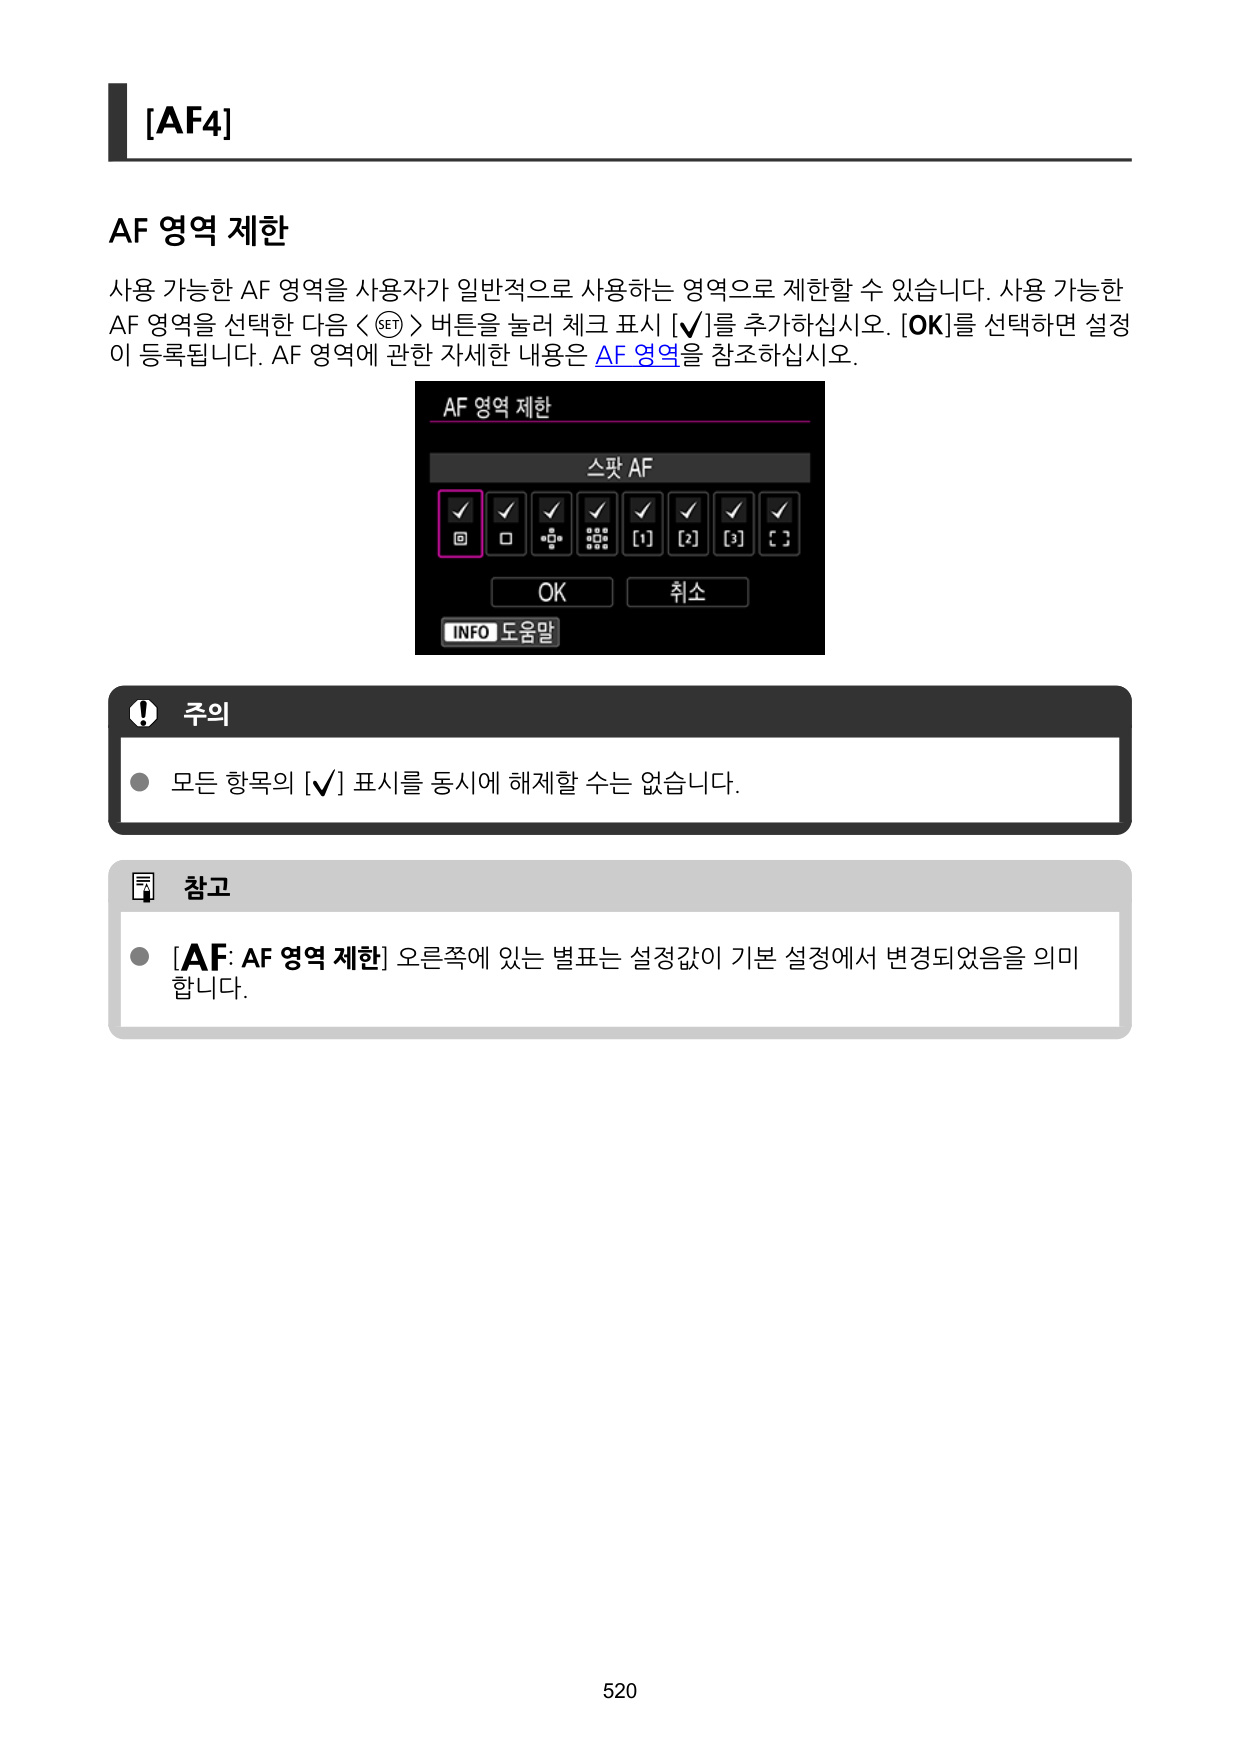 [AF4]
AF 영역 제한
사용 가능한 AF 영역을 사용자가 일반적으로 사용하는 영역으로 제한할 수 있습니다. 사용 가능한
AF 영역을 선택한 다음 < SET > 버튼을 눌러 체크 표시 [✓]를 추가하십시오. [OK]를 선택하면 설정
이 등록됩니다. AF 영역에 관한 자세한 내용은 AF 영역을 참조하십시오.
AF 영역 제한
스팟 AF
[1] [2] [3]
OK 취소
INFO 도움말
주의
● 모든 항목의 [✓] 표시를 동시에 해제할 수는 없습니다.
참고
● [AF: AF 영역 제한] 오른쪽에 있는 별표는 설정값이 기본 설정에서 변경되었음을 의미
합니다.
520